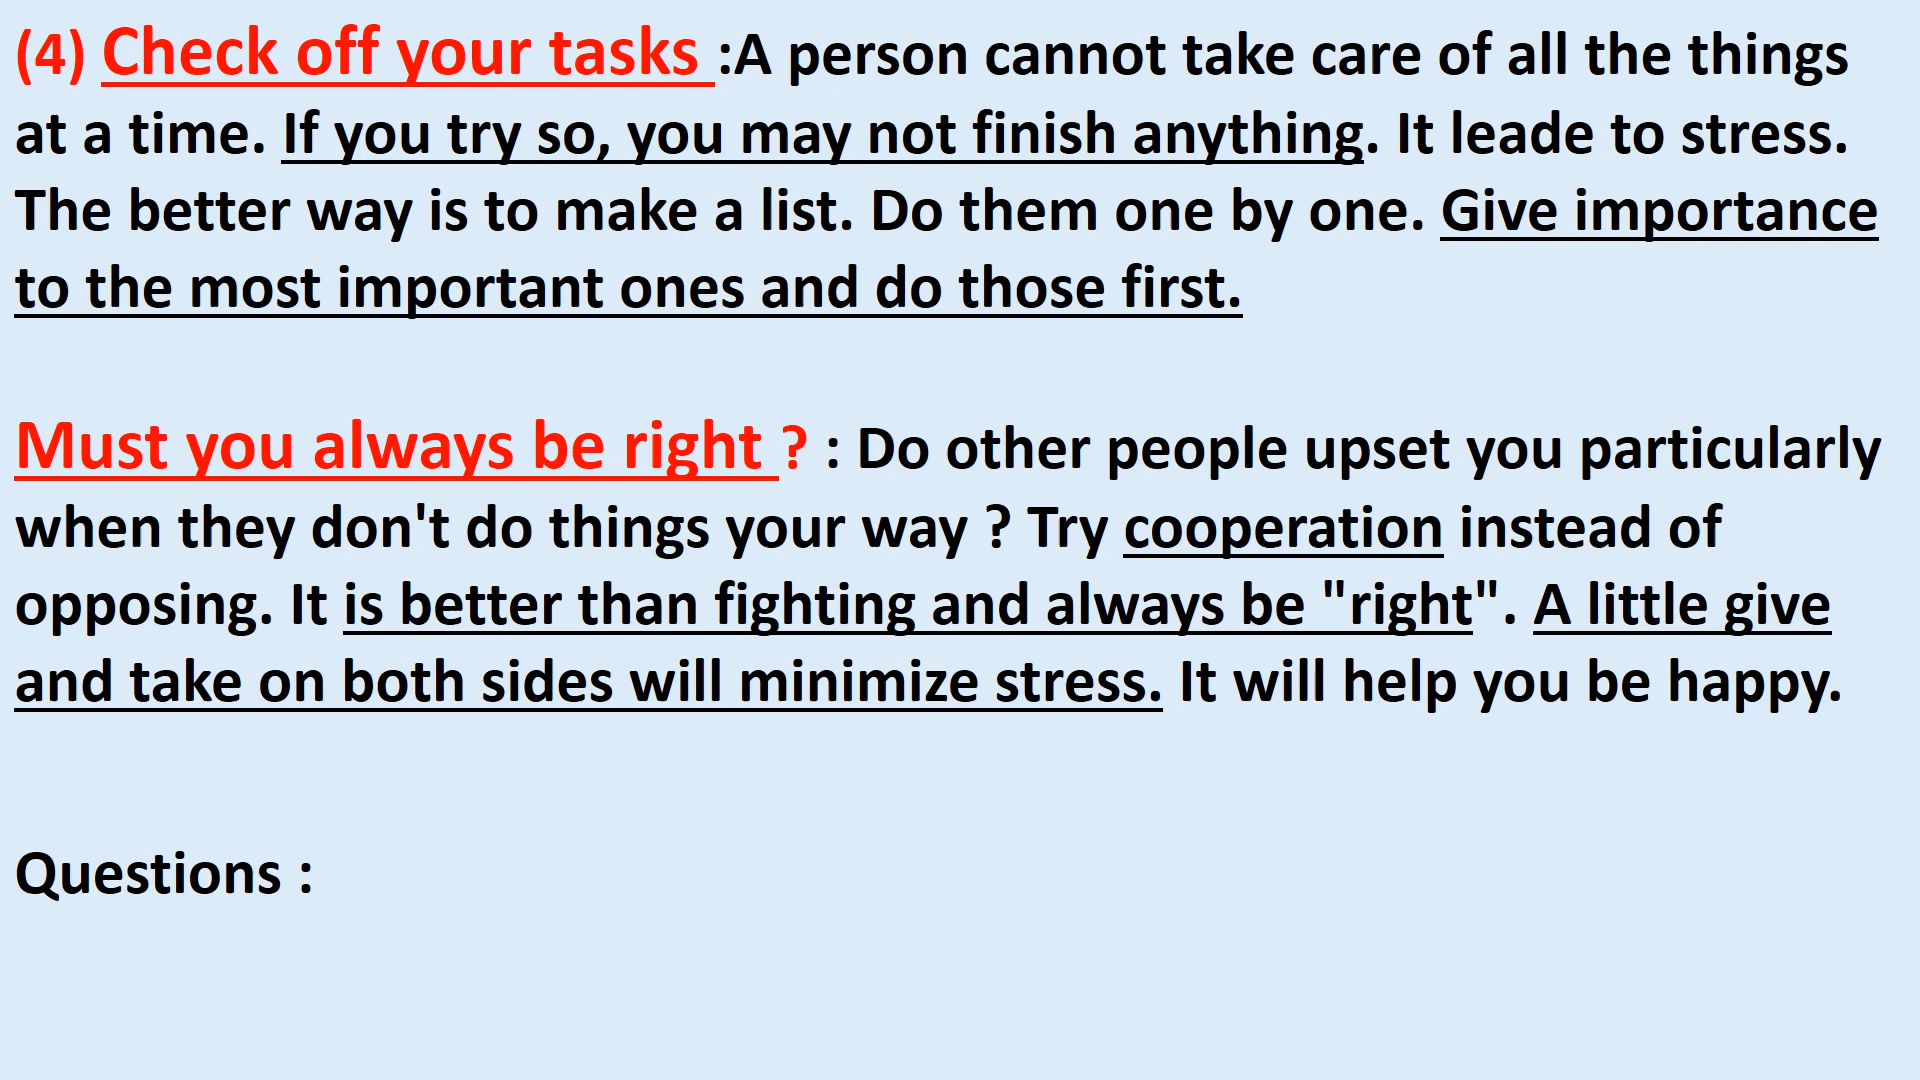 (4) Check off your tasks :A person cannot take care of all the things
at a time. If you try so, you may not finish anything. It leade to stress.
The better way is to make a list. Do them one by one. Give importance
to the most important ones and do those first.
Must you always be right ? : Do other people upset you particularly
when they don't do things your way ? Try cooperation instead of
opposing. It is better than fighting and always be "right". A little give
and take on both sides will minimize stress. It will help you be happy.
Questions :